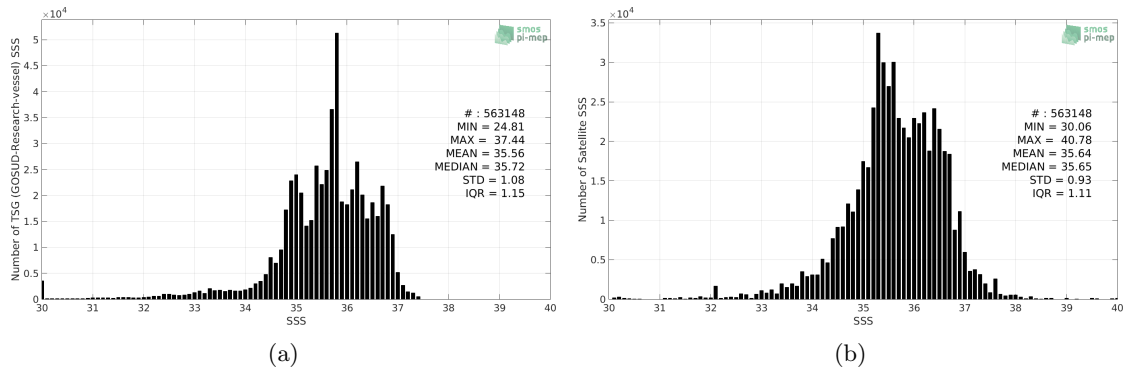 ×10⁴
5
4.5
4
3.5
3
2.5
2
1.5
1
0.5
0
Number of TSG (GOSUD-Research-vessel) SSS
30 31 32 33 34 35 36 37 38 39 40
SSS
smos
pi-mep
# : 563148
MIN = 24.81
MAX = 37.44
MEAN = 35.56
MEDIAN = 35.72
STD = 1.08
IQR = 1.15
(a)
×10⁴
3.5
3
2.5
2
1.5
1
0.5
0
Number of Satellite SSS
30 31 32 33 34 35 36 37 38 39 40
SSS
smos
pi-mep
# : 563148
MIN = 30.06
MAX = 40.78
MEAN = 35.64
MEDIAN = 35.65
STD = 0.93
IQR = 1.11
(b)